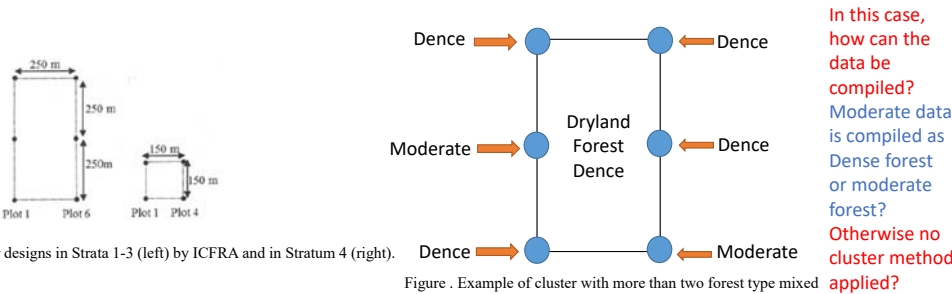 250 m
250 m
250m
Plot 1 Plot 6
150 m
150 m
Plot 1 Plot 4
designs in Strata 1-3 (left) by ICFRA and in Stratum 4 (right).
Dence
Dence
Moderate
Dryland
Forest
Dence
Dence
Dence
Moderate
Figure . Example of cluster with more than two forest type mixed
In this case,
how can the
data be
compiled?
Moderate data
is compiled as
Dense forest
or moderate
forest?
Otherwise no
cluster method
applied?